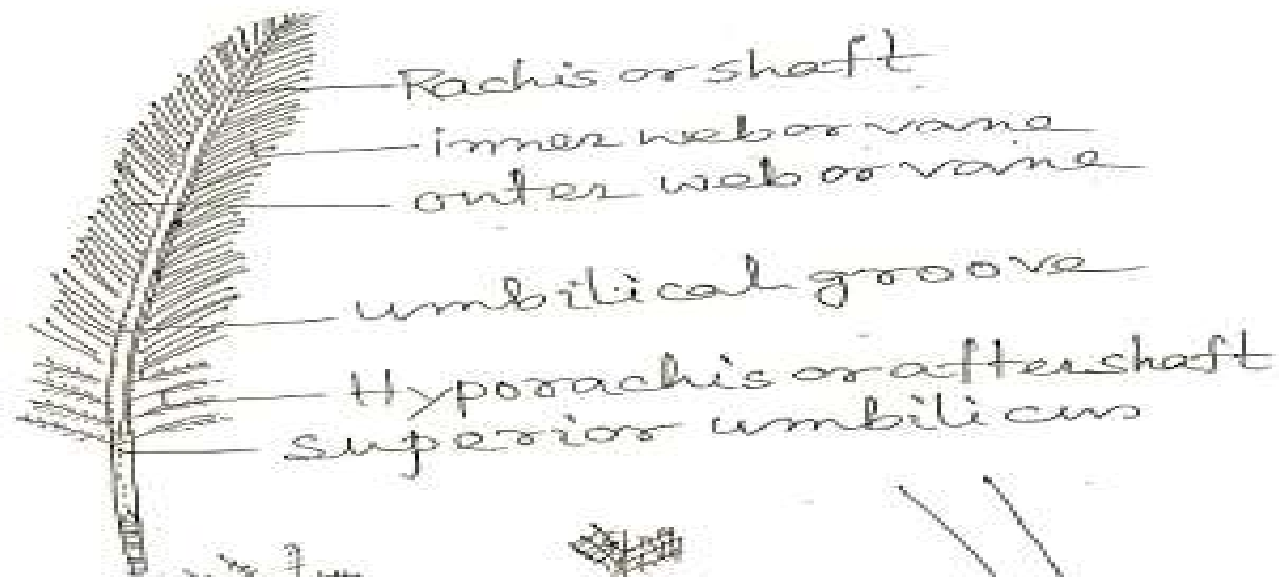 Rachis or shaft
inner web or vane
outer web or vane
umbilical groove
Hyporachis or aftershaft
superior umbilicus